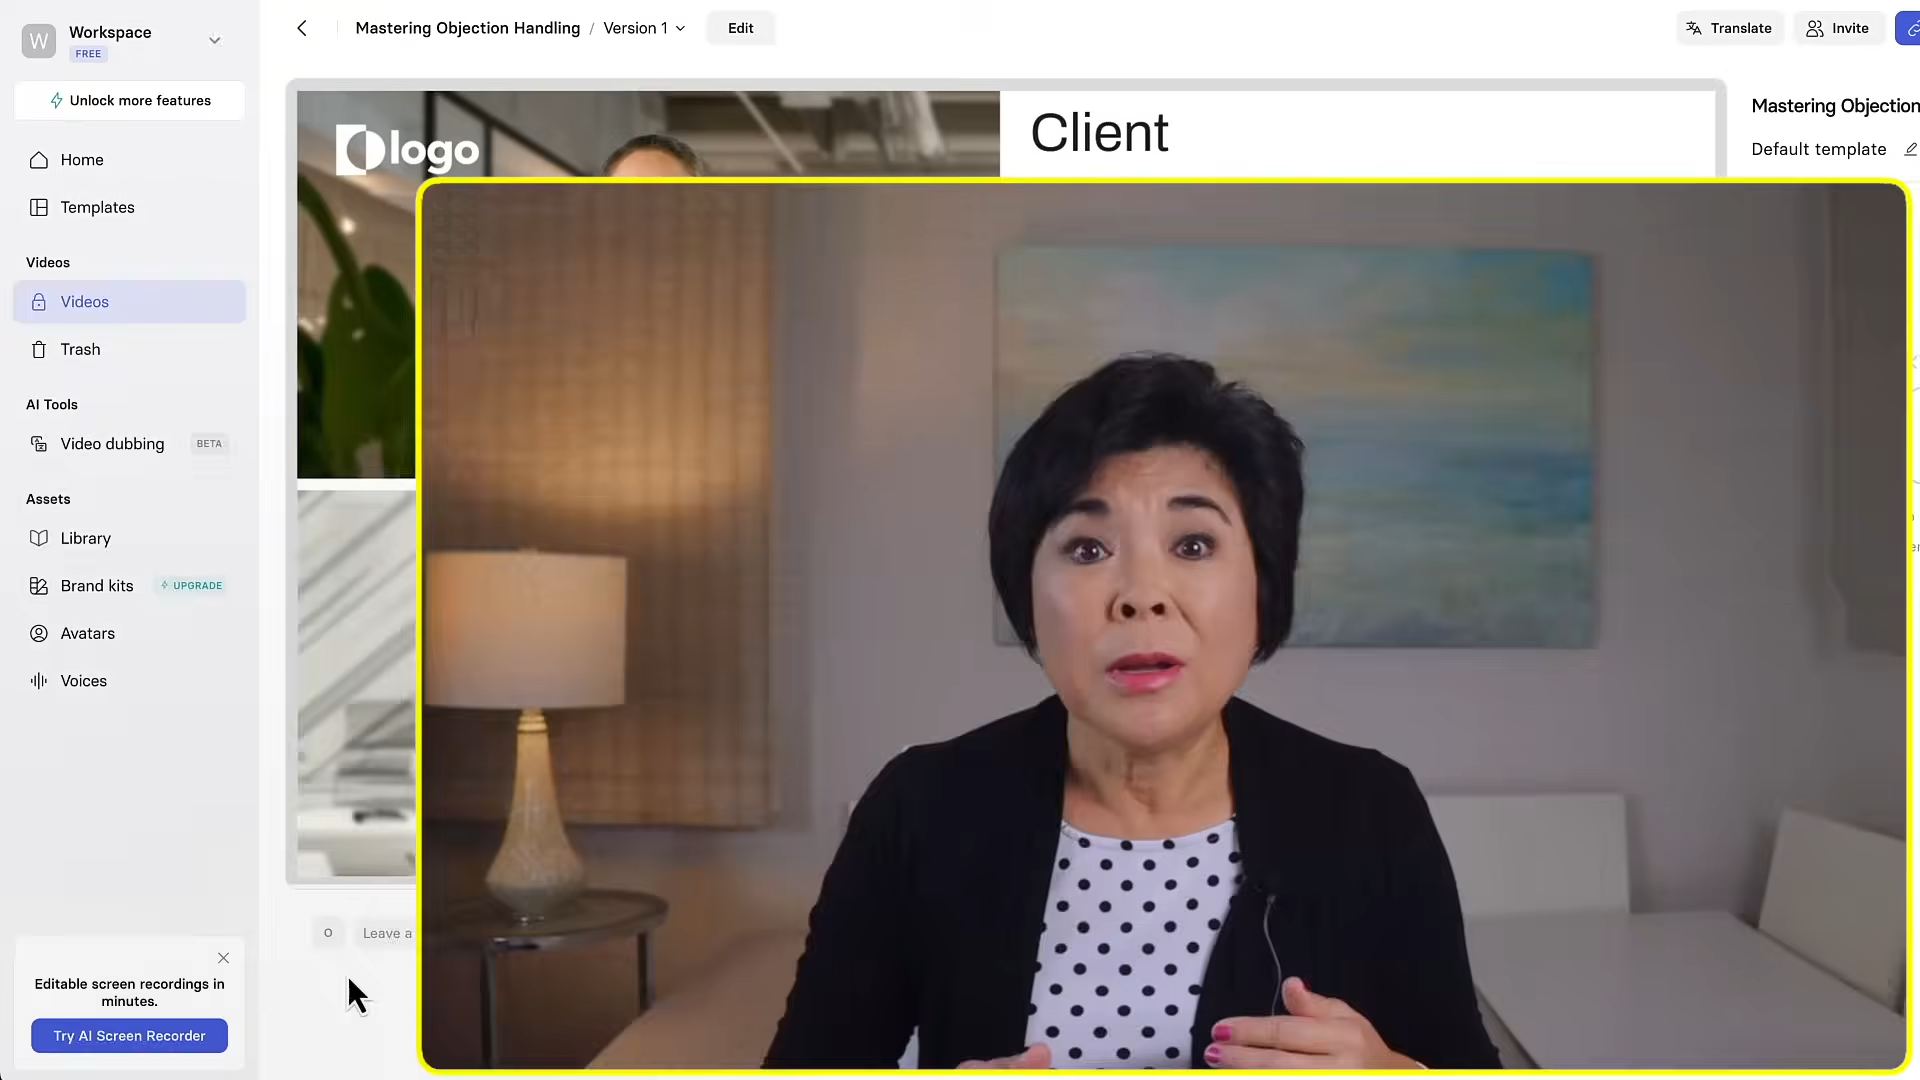 W
Workspace
FREE
Unlock more features
Home
Templates
Videos
Videos
Trash
AI Tools
Video dubbing BETA
Assets
Library
Brand kits UPGRADE
Avatars
Voices
Editable screen recordings in
minutes.
Try AI Screen Recorder
Mastering Objection Handling / Version 1
Edit
Translate
Invite
logo
Client
Mastering Objection
Default template
O
Leave a